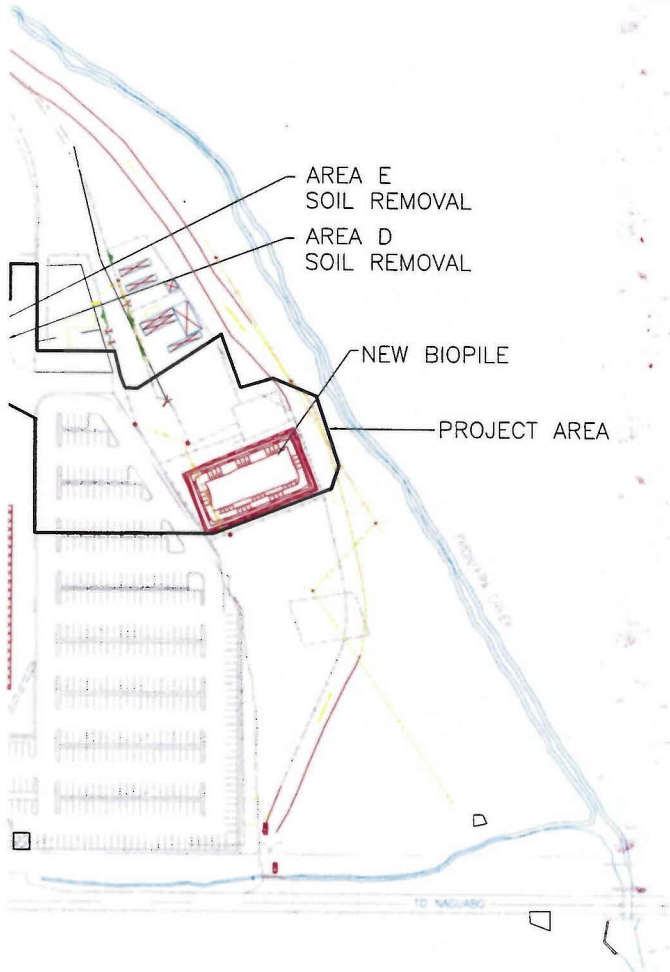 AREA E
SOIL REMOVAL
AREA D
SOIL REMOVAL
NEW BIOPILE
PROJECT AREA
TO NAGUABO